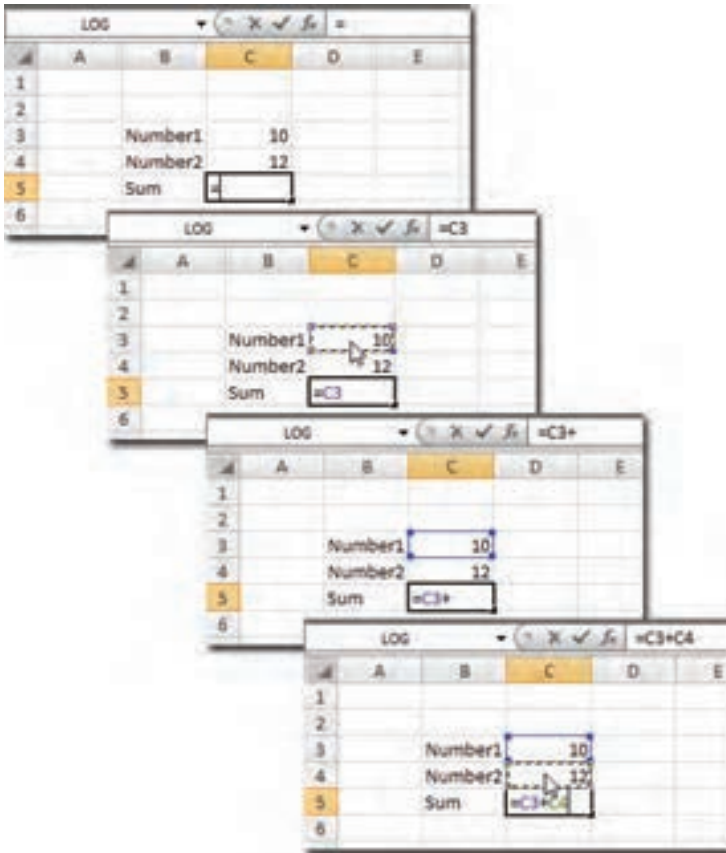 LOG =
A B C D E
1
2
3 Number1 10
4 Number2 12
5 Sum =
6
LOG =C3
A B C D E
1
2
3 Number1 10
4 Number2 12
5 Sum =C3
6
LOG =C3+
A B C D E
1
2
3 Number1 10
4 Number2 12
5 Sum =C3+
6
LOG =C3+C4
A B C D E
1
2
3 Number1 10
4 Number2 12
5 Sum =C3+C4
6